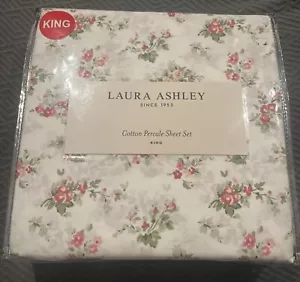 KING
LAURA ASHLEY
SINCE 1953
Cotton Percale Sheet Set
KING